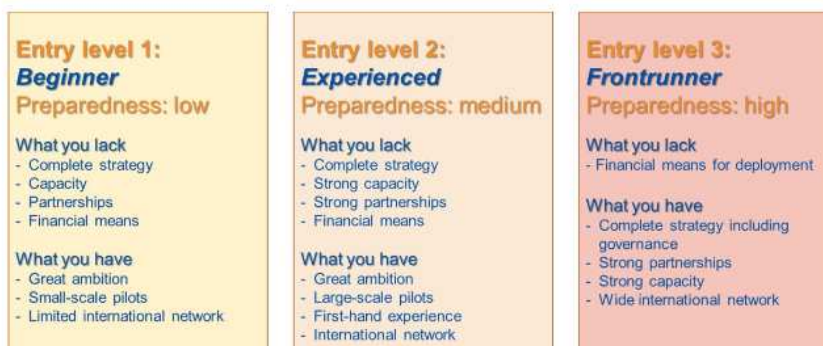 Entry level 1:
Beginner
Preparedness: low
What you lack
- Complete strategy
- Capacity
- Partnerships
- Financial means
What you have
- Great ambition
- Small-scale pilots
- Limited international network
Entry level 2:
Experienced
Preparedness: medium
What you lack
- Complete strategy
- Strong capacity
- Strong partnerships
- Financial means
What you have
- Great ambition
- Large-scale pilots
- First-hand experience
- International network
Entry level 3:
Frontrunner
Preparedness: high
What you lack
- Financial means for deployment
What you have
- Complete strategy including
governance
- Strong partnerships
- Strong capacity
- Wide international network